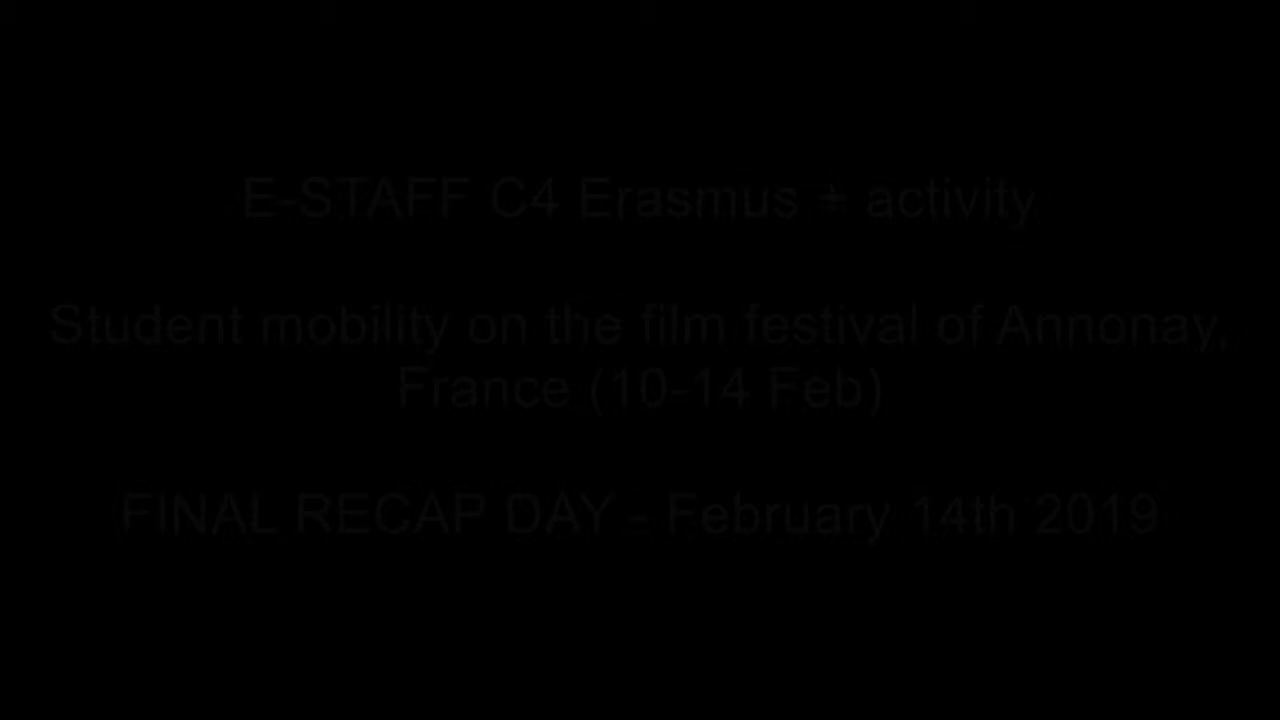 E-STAFF C4 Erasmus + activity
Student mobility on the film festival of Annonay,
France (10-14 Feb)
FINAL RECAP DAY - February 14th 2019